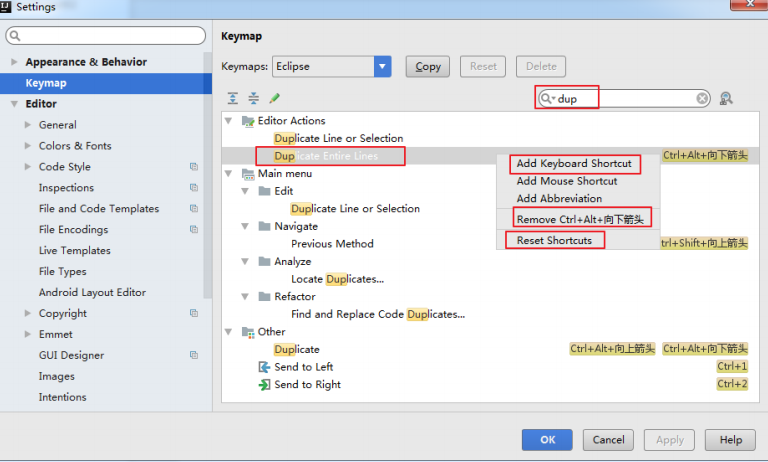 IJ Settings
Appearance & Behavior
Keymap
Editor
General
Colors & Fonts
Code Style
Inspections
File and Code Templates
File Encodings
Live Templates
File Types
Android Layout Editor
Copyright
Emmet
GUI Designer
Images
Intentions
Keymap
Keymaps: Eclipse Copy Reset Delete
dup
Editor Actions
Duplicate Line or Selection
Duplicate Entire Lines Ctrl+Alt+向下箭头
Add Keyboard Shortcut
Add Mouse Shortcut
Add Abbreviation
Remove Ctrl+Alt+向下箭头
Reset Shortcuts
Main menu
Edit
Duplicate Line or Selection
Navigate
Previous Method trl+Shift+向上箭头
Analyze
Locate Duplicates...
Refactor
Find and Replace Code Duplicates...
Other
Duplicate Ctrl+Alt+向上箭头 Ctrl+Alt+向下箭头
Send to Left Ctrl+1
Send to Right Ctrl+2
OK Cancel Apply Help